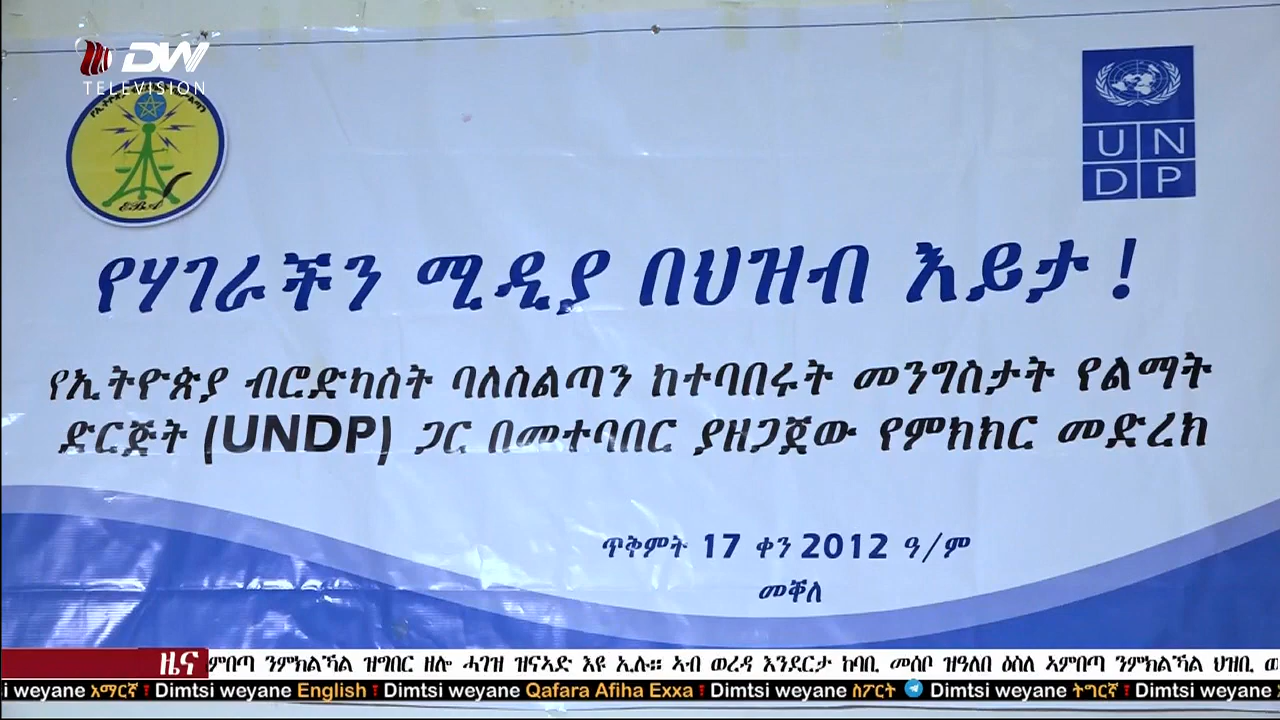 DW
TELEVISION
EBA
UN
DP
የሃገራችን ሚዲያ በህዝብ እይታ !
የኢትዮጵያ ብሮድካስት ባለስልጣን ከተባበሩት መንግስታት የልማት
ድርጅት (UNDP) ጋር በመተባበር ያዘጋጀው የምክክር መድረክ
ጥቅምት 17 ቀን 2012 ዓ/ም
መቐለ
ዜና ምበጣ ንምክልኻል ዝግበር ዘሎ ሓገዝ ዝናኣድ እዩ ኢሉ። ኣብ ወረዳ እንደርታ ከባቢ መሰቦ ዝዓለበ ዕስለ ኣምበጣ ንምክልኻል ህዝቢ
i weyane አማርኛ Dimtsi weyane English Dimtsi weyane Qafara Afiha Exxa Dimtsi weyane ስፖርት Dimtsi weyane ትግርኛ Dimtsi weyane